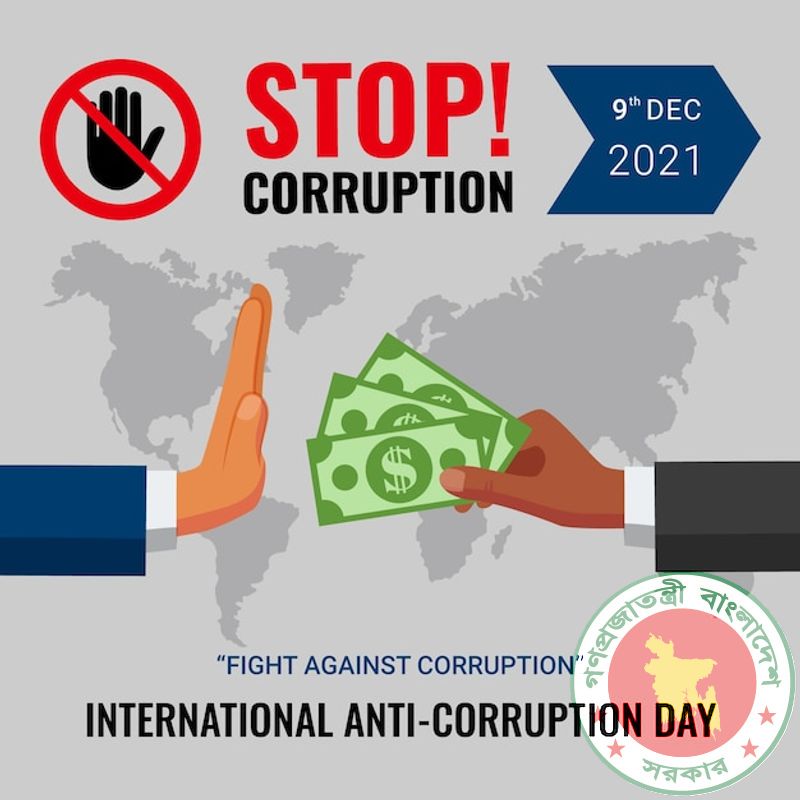 STOP!
CORRUPTION
9th DEC
2021
$
“FIGHT AGAINST CORRUPTION”
INTERNATIONAL ANTI-CORRUPTION DAY
গণপ্রজাতন্ত্রী বাংলাদেশ
সরকার